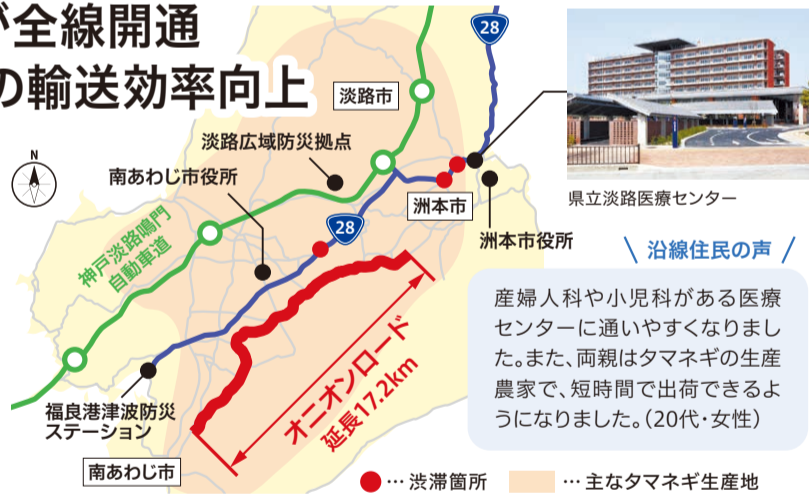 が全線開通
の輸送効率向上
28
淡路市
淡路広域防災拠点
N
南あわじ市役所
洲本市
県立淡路医療センター
28
洲本市役所
神戸淡路鳴門
自動車道
＼ 沿線住民の声 ／
産婦人科や小児科がある医療
センターに通いやすくなりまし
た。また、両親はタマネギの生産
農家で、短時間で出荷できるよ
うになりました。(20代・女性)
オニオンロード
延長17.2km
福良港津波防災
ステーション
南あわじ市
…渋滞箇所
…主なタマネギ生産地